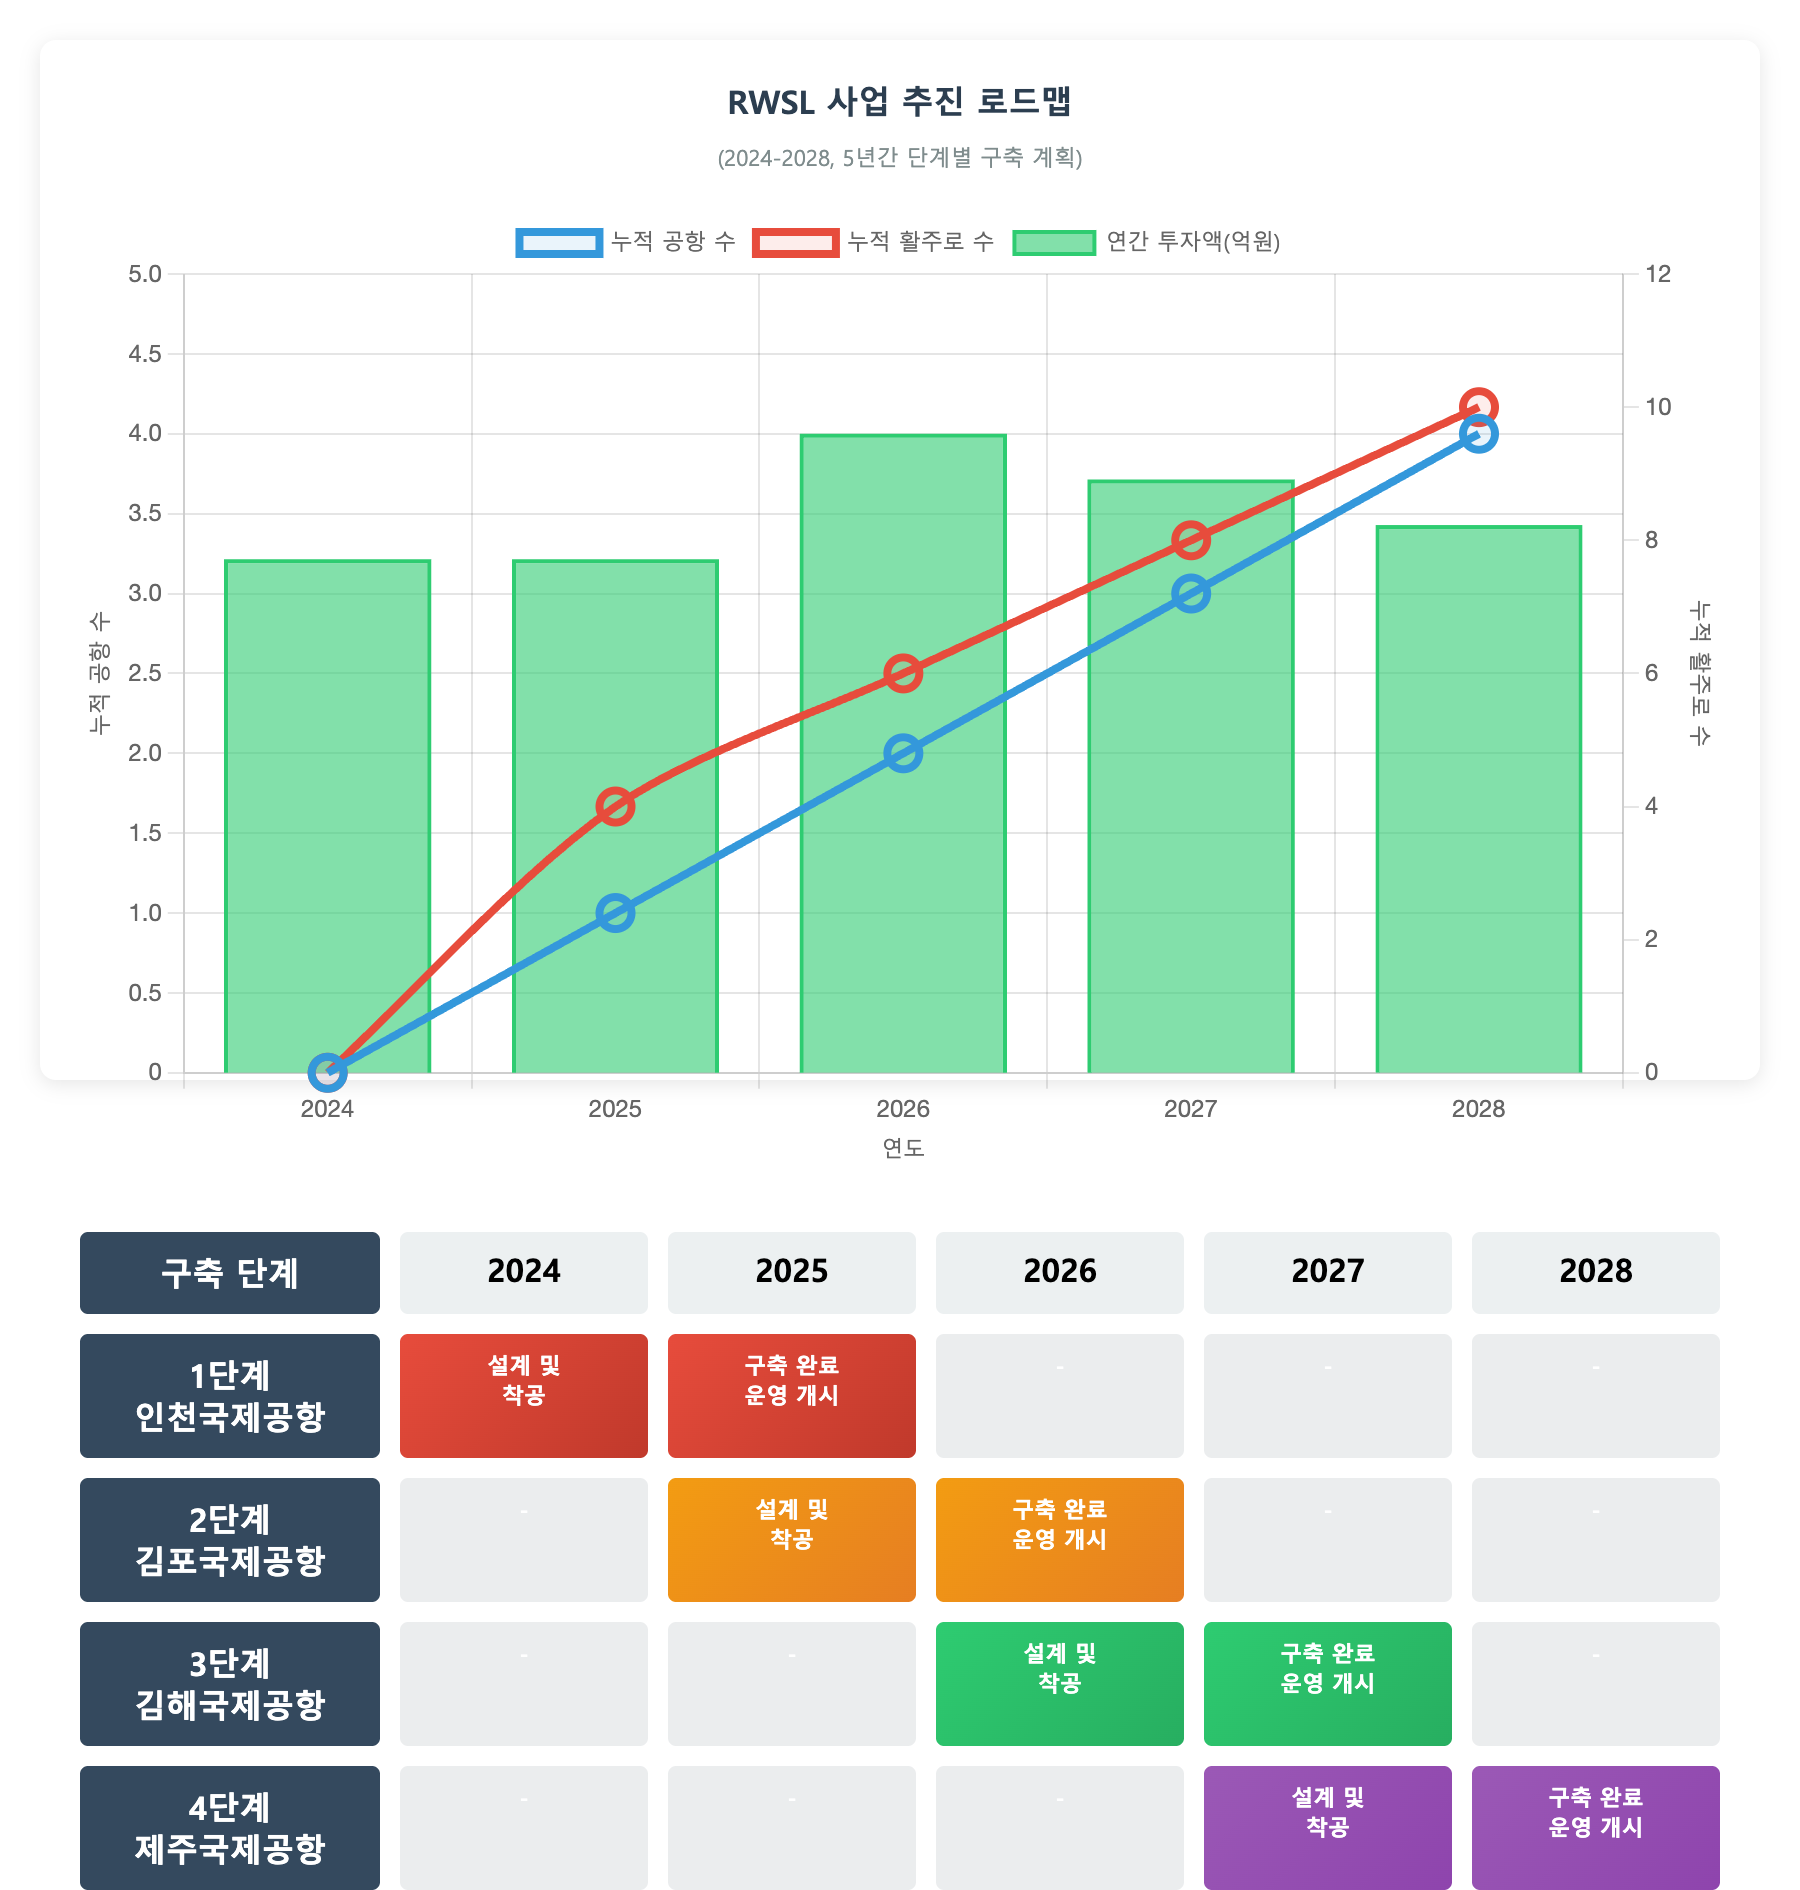 RWSL 사업 추진 로드맵
(2024-2028, 5년간 단계별 구축 계획)
누적 공항 수
누적 활주로 수
연간 투자액(억원)
5.0
4.5
4.0
3.5
3.0
2.5
2.0
1.5
1.0
0.5
0
누적 공항 수
12
10
8
6
4
2
0
누적 활주로 수
2024
2025
2026
2027
2028
연도
구축 단계
2024
2025
2026
2027
2028
1단계
인천국제공항
설계 및
착공
구축 완료
운영 개시
-
-
-
2단계
김포국제공항
-
설계 및
착공
구축 완료
운영 개시
-
-
3단계
김해국제공항
-
-
설계 및
착공
구축 완료
운영 개시
-
4단계
제주국제공항
-
-
-
설계 및
착공
구축 완료
운영 개시